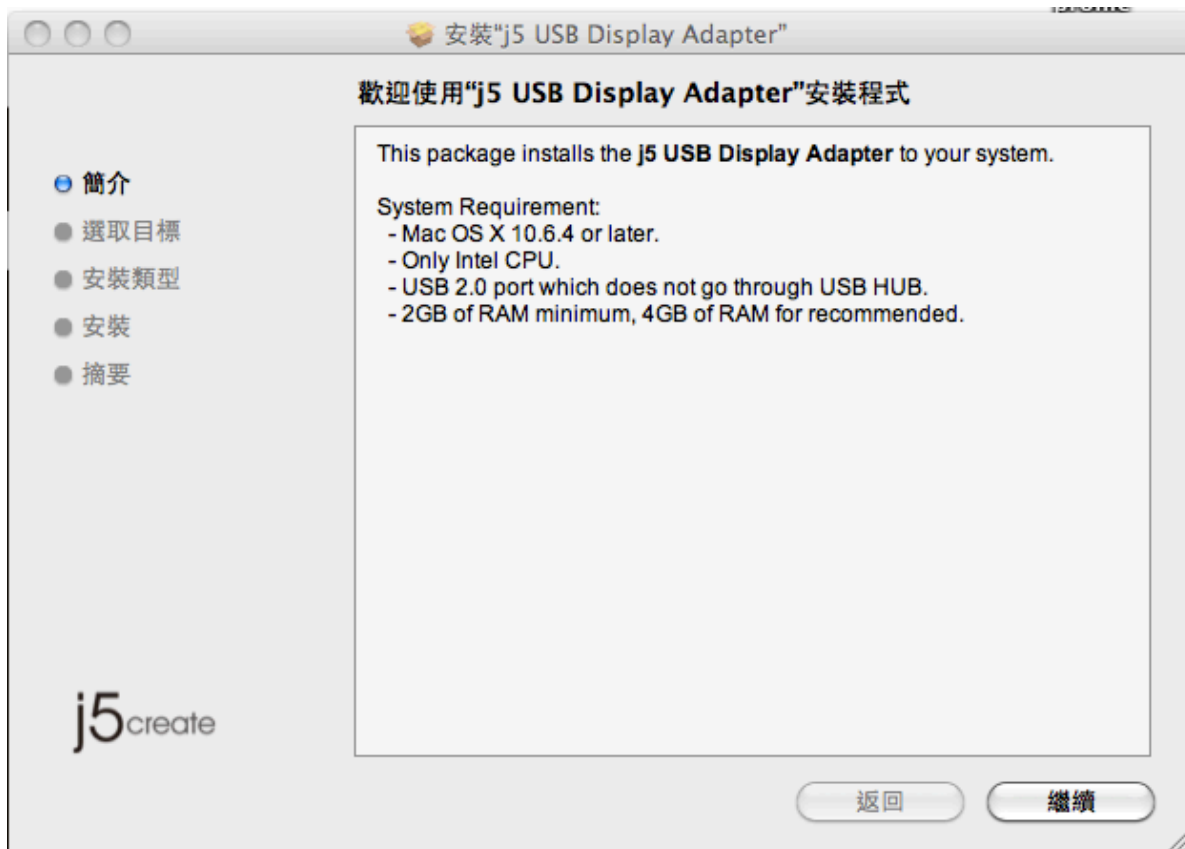 安裝“j5 USB Display Adapter”
歡迎使用“j5 USB Display Adapter”安裝程式
This package installs the j5 USB Display Adapter to your system.
System Requirement:
- Mac OS X 10.6.4 or later.
- Only Intel CPU.
- USB 2.0 port which does not go through USB HUB.
- 2GB of RAM minimum, 4GB of RAM for recommended.
簡介
選取目標
安裝類型
安裝
摘要
j5create
返回
繼續